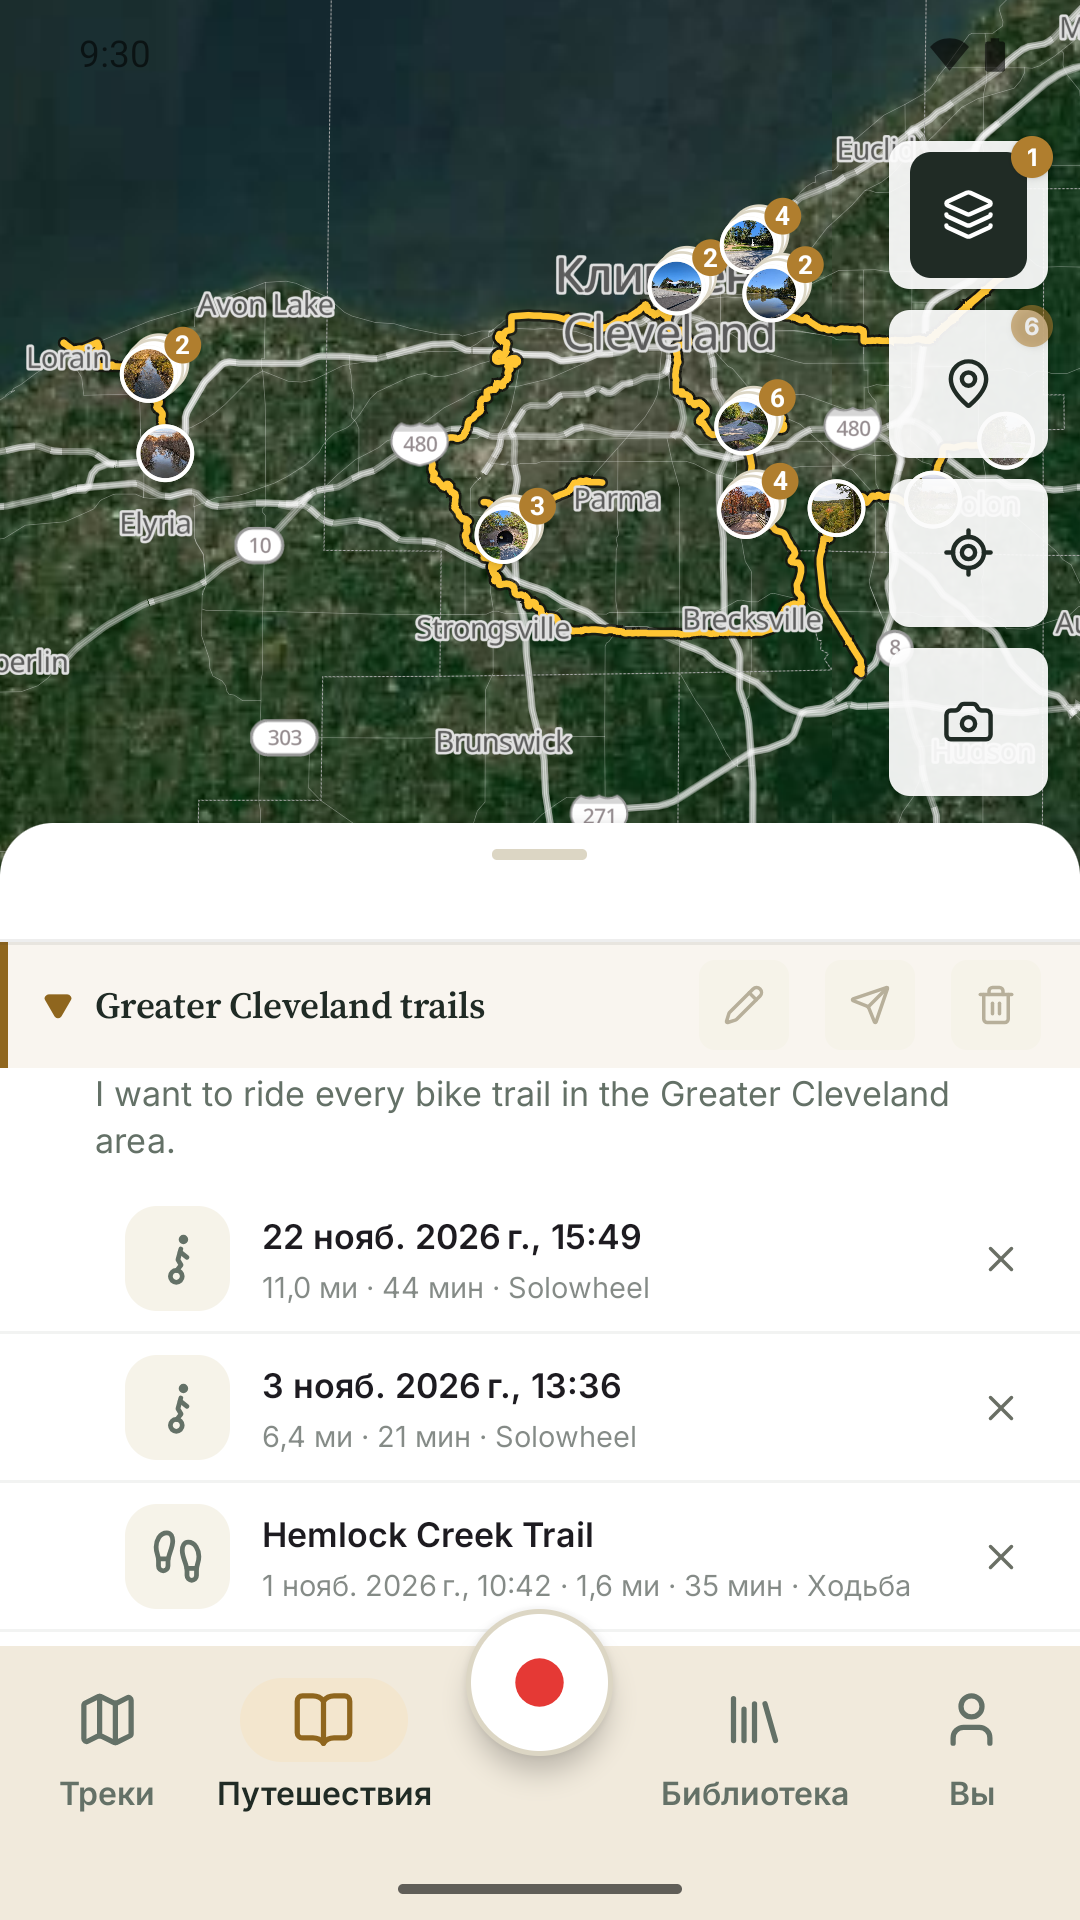 9:30
Euclid
1
4
2
2
Кливленд
Cleveland
Avon Lake
Lorain
2
6
6
480
480
4
3
Parma
Elyria
10
Strongsville
Brecksville
8
303
Brunswick
Hudson
271
Greater Cleveland trails
I want to ride every bike trail in the Greater Cleveland
area.
22 нояб. 2026 г., 15:49
11,0 ми · 44 мин · Solowheel
3 нояб. 2026 г., 13:36
6,4 ми · 21 мин · Solowheel
Hemlock Creek Trail
1 нояб. 2026 г., 10:42 · 1,6 ми · 35 мин · Ходьба
Треки
Путешествия
Библиотека
Вы